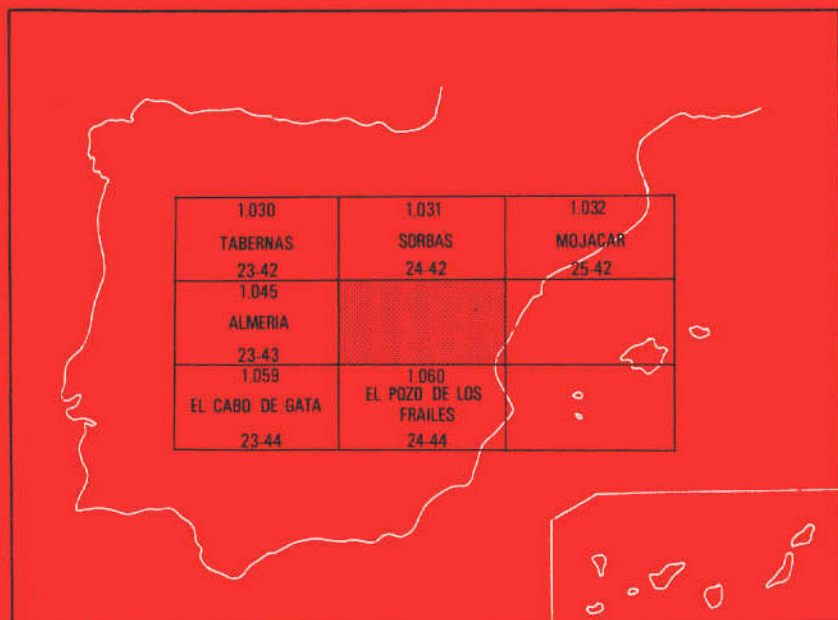 1.030
TABERNAS
23-42
1.031
SORBAS
24-42
1.032
MOJACAR
25-42
1.045
ALMERIA
23-43
1.059
EL CABO DE GATA
23-44
1.060
EL POZO DE LOS
FRAILES
24-44